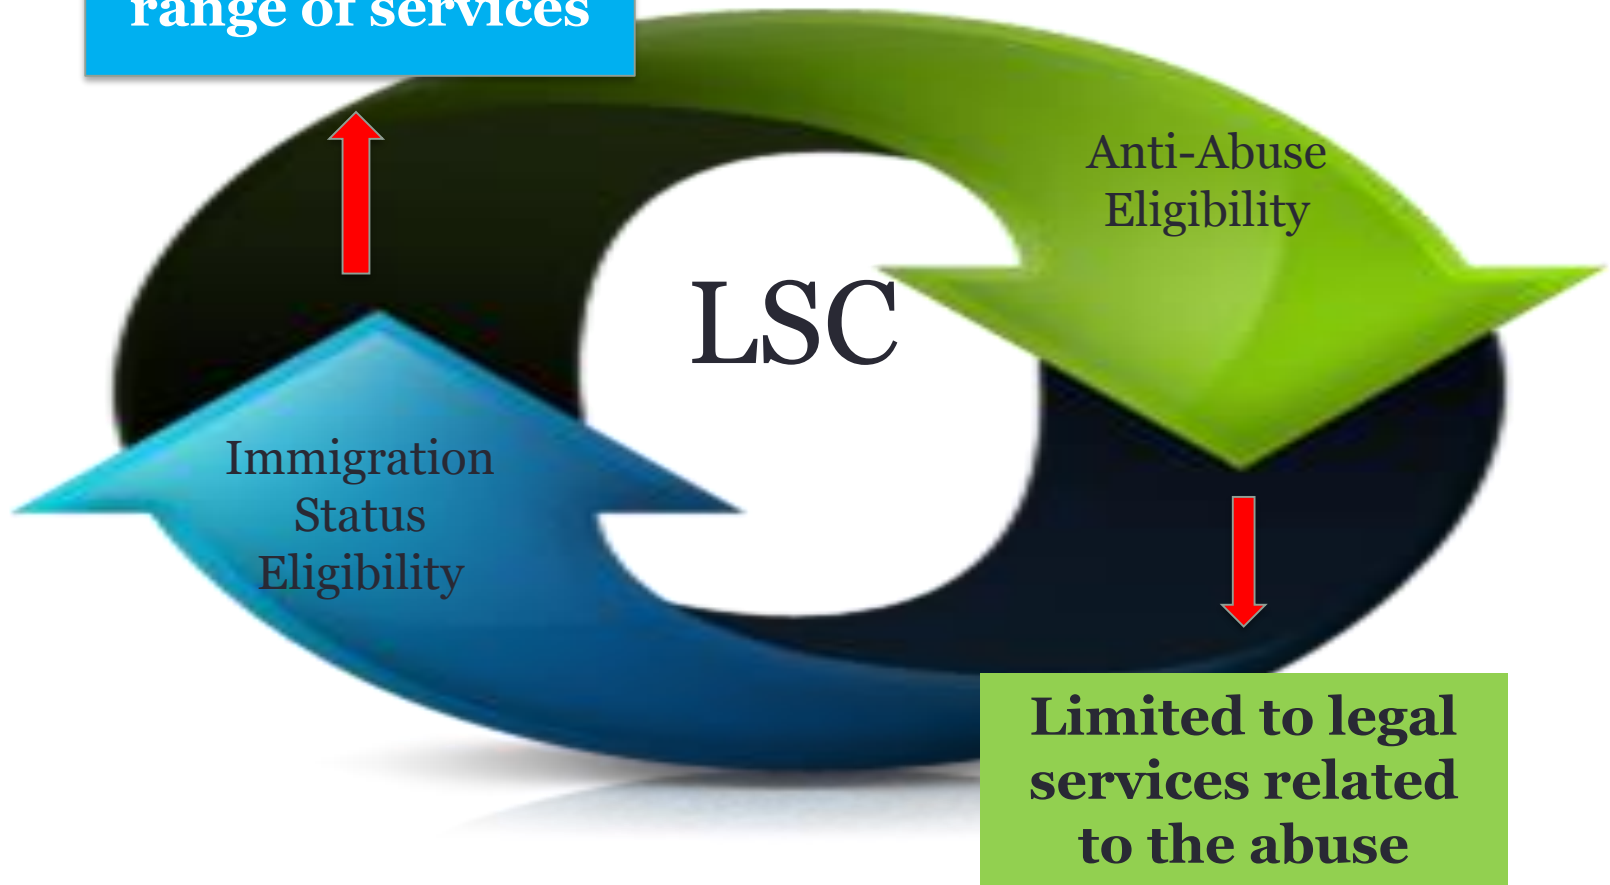 range of services
Anti-Abuse
Eligibility
LSC
Immigration
Status
Eligibility
Limited to legal
services related
to the abuse